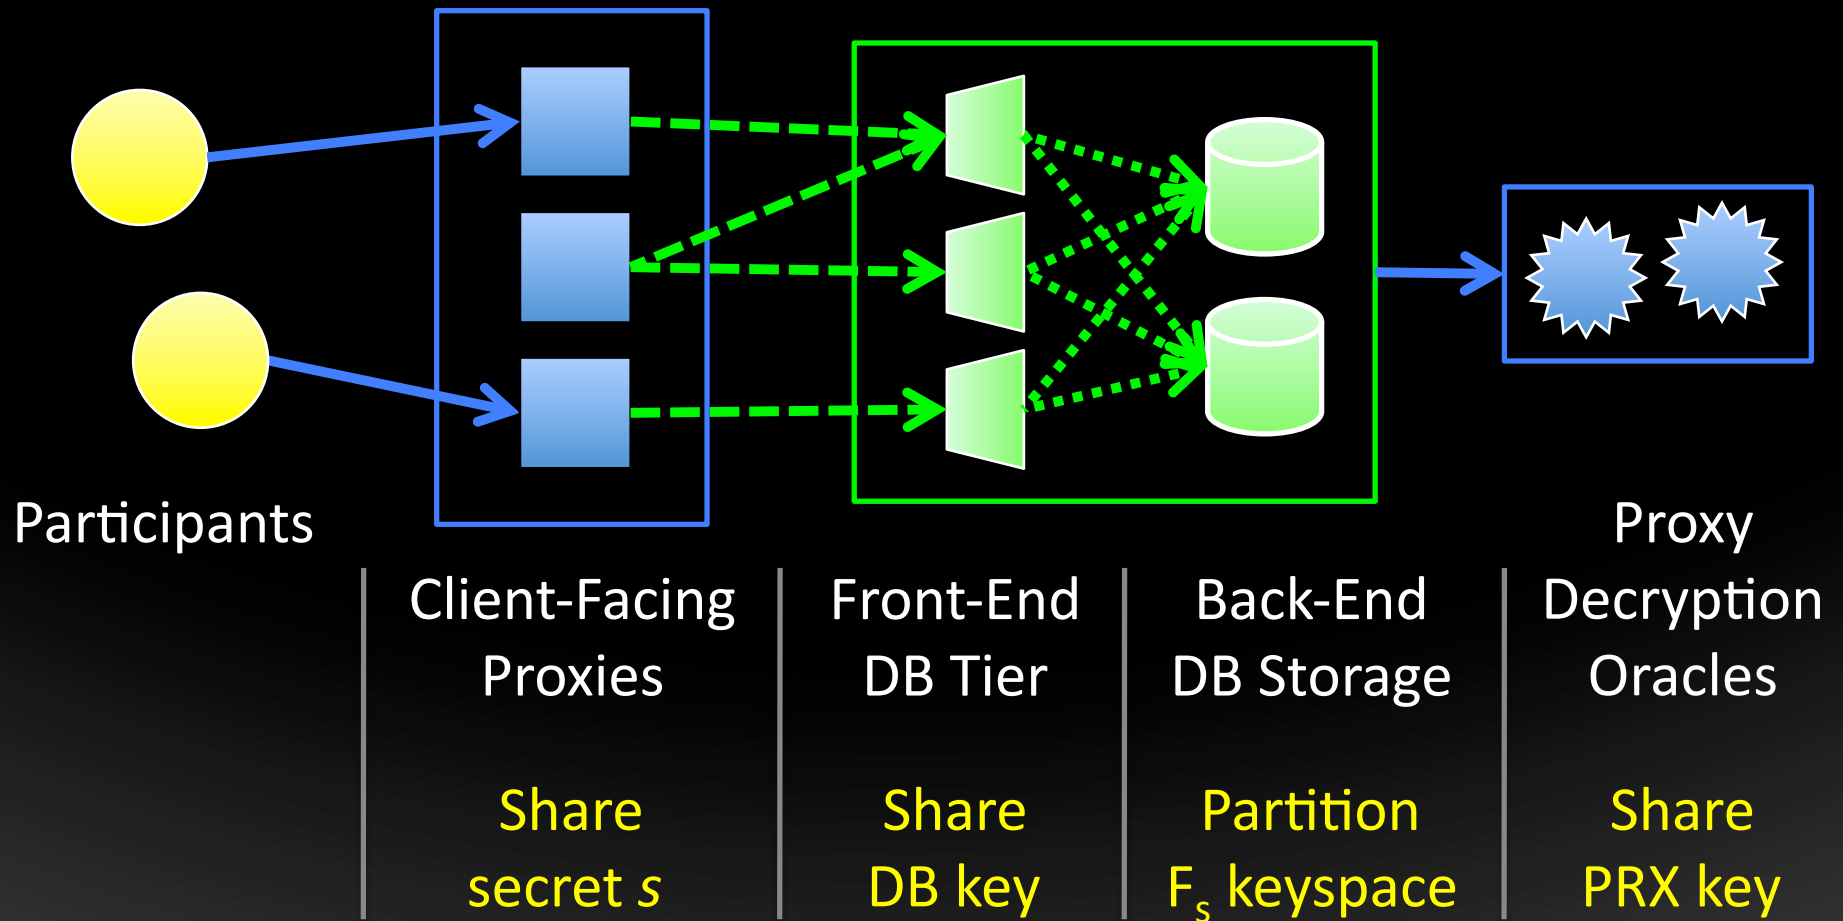 Participants
Client-Facing
Proxies
Share
secret s
Front-End
DB Tier
Share
DB key
Back-End
DB Storage
Partition
Fs keyspace
Proxy
Decryption
Oracles
Share
PRX key